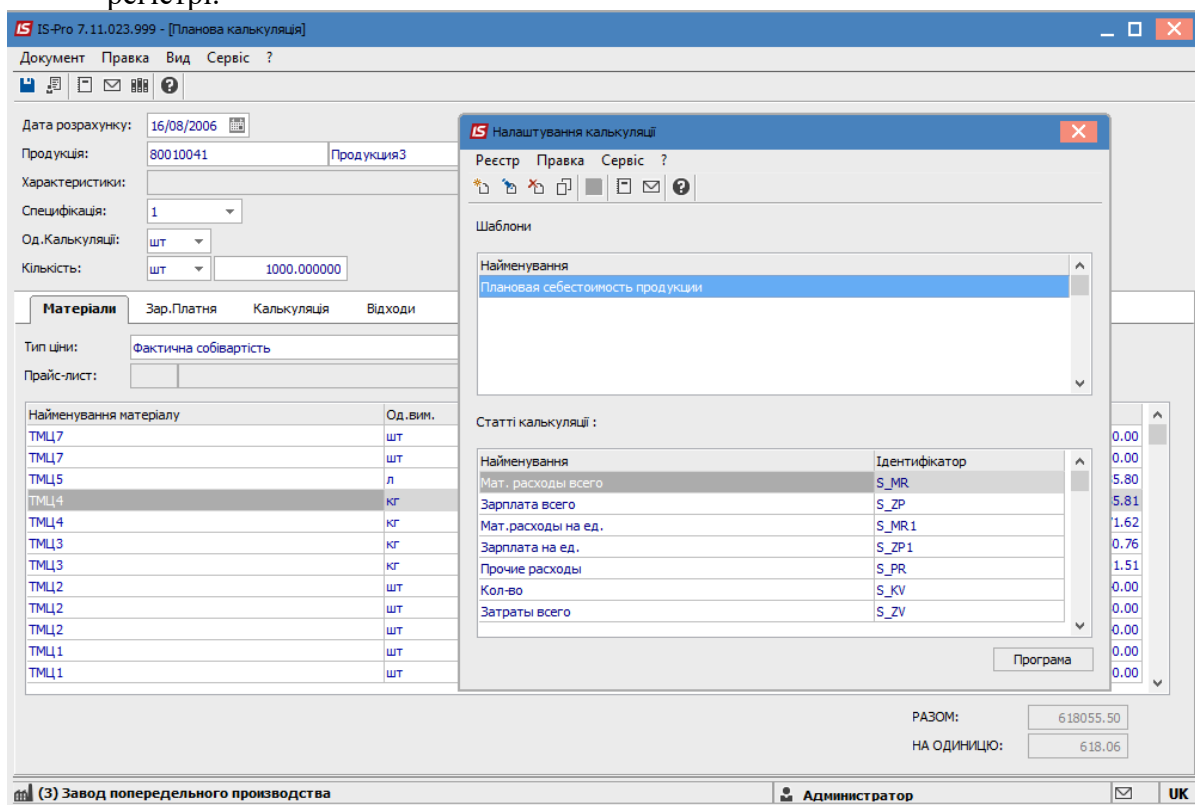 регістрі.
IS-Pro 7.11.023.999 - [Планова калькуляція]
Документ Правка Вид Сервіс ?
Дата розрахунку: 16/08/2006
Продукція: 80010041 Продукция3
Характеристики:
Специфікація: 1
Од.Калькуляції: шт
Кількість: шт 1000.000000
Матеріали Зар.Платня Калькуляція Відходи
Тип ціни: Фактична собівартість
Прайс-лист:
Найменування матеріалу Од.вим.
ТМЦ7 шт 0.00
ТМЦ7 шт 0.00
ТМЦ5 л 5.80
ТМЦ4 кг 5.81
ТМЦ4 кг 1.62
ТМЦ3 кг 0.76
ТМЦ3 кг 1.51
ТМЦ2 шт 0.00
ТМЦ2 шт 0.00
ТМЦ2 шт 0.00
ТМЦ1 шт 0.00
ТМЦ1 шт 0.00
РАЗОМ: 618055.50
НА ОДИНИЦЮ: 618.06
Налаштування калькуляції
Реєстр Правка Сервіс ?
Шаблони
Найменування
Плановая себестоимость продукции
Статті калькуляції :
Найменування Ідентифікатор
Мат. расходы всего S_MR
Зарплата всего S_ZP
Мат.расходы на ед. S_MR1
Зарплата на ед. S_ZP1
Прочие расходы S_PR
Кол-во S_KV
Затраты всего S_ZV
Програма
(3) Завод попередельного производства Администратор UK